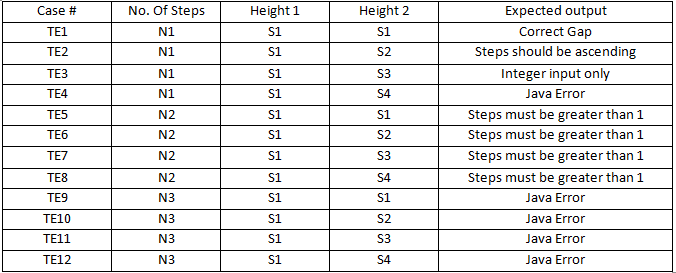 Case # No. Of Steps Height 1 Height 2 Expected output
TE1 N1 S1 S1 Correct Gap
TE2 N1 S1 S2 Steps should be ascending
TE3 N1 S1 S3 Integer input only
TE4 N1 S1 S4 Java Error
TE5 N2 S1 S1 Steps must be greater than 1
TE6 N2 S1 S2 Steps must be greater than 1
TE7 N2 S1 S3 Steps must be greater than 1
TE8 N2 S1 S4 Steps must be greater than 1
TE9 N3 S1 S1 Java Error
TE10 N3 S1 S2 Java Error
TE11 N3 S1 S3 Java Error
TE12 N3 S1 S4 Java Error